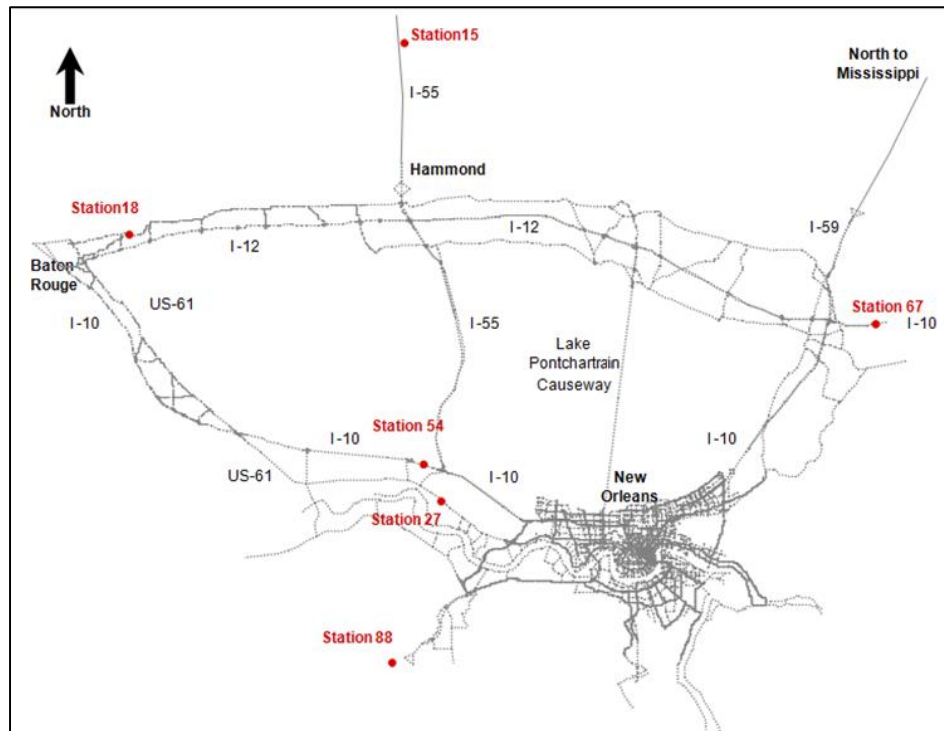 Station15
North to
Mississippi
I-55
North
Hammond
Station18
I-12
I-12
I-59
Baton
Rouge
US-61
Station 67
I-10
I-55
I-10
Lake
Pontchartrain
Causeway
Station 54
I-10
I-10
US-61
I-10
New
Orleans
Station 27
Station 88